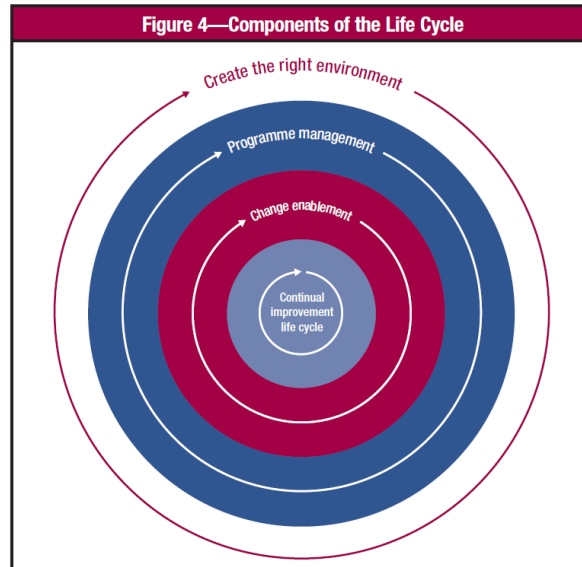 Figure 4—Components of the Life Cycle
Create the right environment
Programme management
Change enablement
Continual
improvement
life cycle